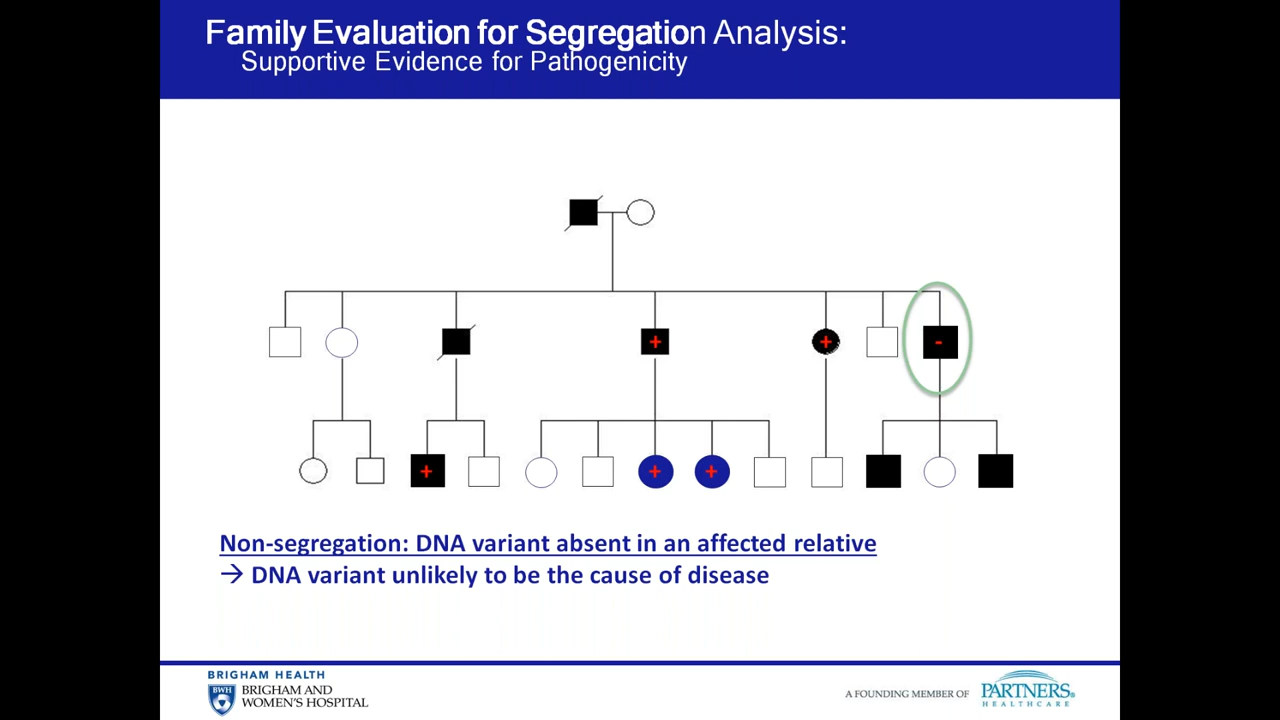 Family Evaluation for Segregation Analysis:
Supportive Evidence for Pathogenicity
+ + -
+ + +
Non-segregation: DNA variant absent in an affected relative
→ DNA variant unlikely to be the cause of disease
BRIGHAM HEALTH
BWH
BRIGHAM AND
WOMEN'S HOSPITAL
A FOUNDING MEMBER OF
PARTNERS®
HEALTHCARE